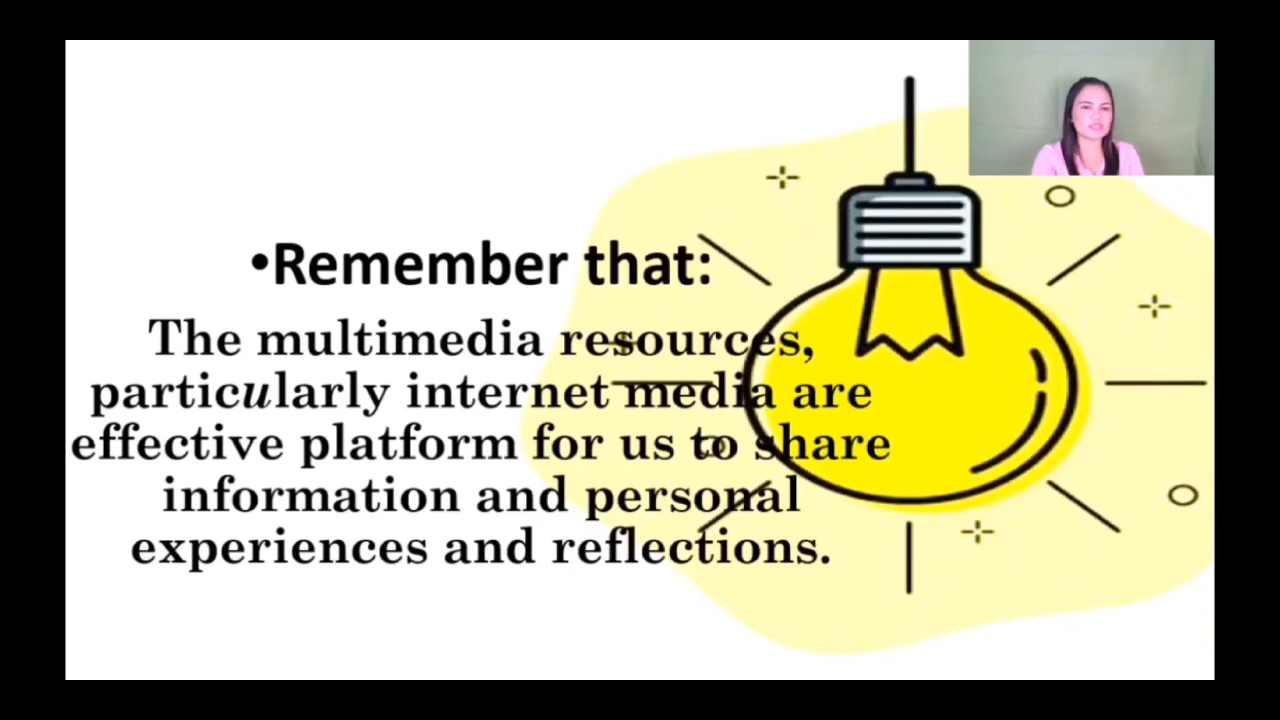 •Remember that:
The multimedia resources,
particularly internet media are
effective platform for us to share
information and personal
experiences and reflections.